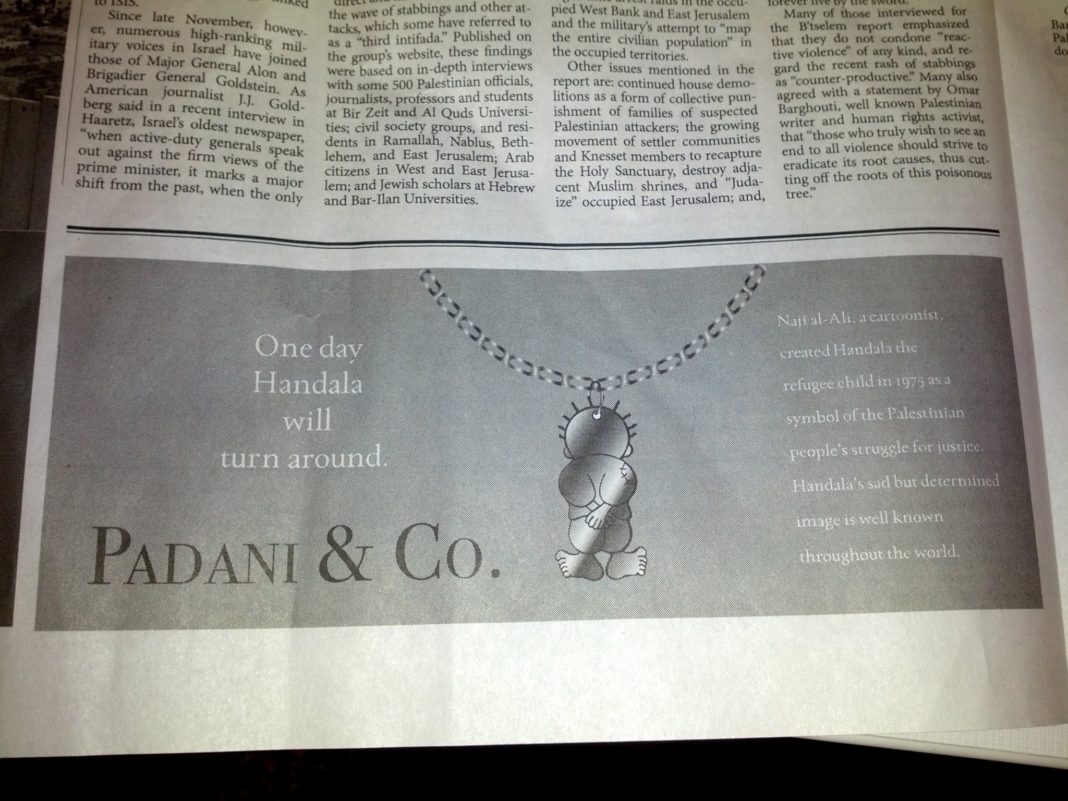 to ISIS.
Since late November, howev-
er, numerous high-ranking mil-
itary voices in Israel have joined
those of Major General Alon and
Brigadier General Goldstein. As
American journalist J.J. Gold-
berg said in a recent interview in
Haaretz, Israel's oldest newspaper,
“when active-duty generals speak
out against the firm views of the
prime minister, it marks a major
shift from the past, when the only
the wave of stabbings and other at-
tacks, which some have referred to
as a “third intifada.” Published on
the group's website, these findings
were based on in-depth interviews
with some 500 Palestinian officials,
journalists, professors and students
at Bir Zeit and Al Quds Universi-
ties; civil society groups, and resi-
dents in Ramallah, Nablus, Beth-
lehem, and East Jerusalem; Arab
citizens in West and East Jerusa-
lem; and Jewish scholars at Hebrew
and Bar-Ilan Universities.
raids in the occu-
pied West Bank and East Jerusalem
and the military's attempt to “map
the entire civilian population” in
the occupied territories.
Other issues mentioned in the
report are: continued house demo-
litions as a form of collective pun-
ishment of families of suspected
Palestinian attackers; the growing
movement of settler communities
and Knesset members to recapture
the Holy Sanctuary, destroy adja-
cent Muslim shrines, and “Juda-
ize” occupied East Jerusalem; and,
forever live by the sword.
Many of those interviewed for
the B'tselem report emphasized
that they do not condone “reac-
tive violence” of any kind, and re-
gard the recent rash of stabbings
as “counter-productive.” Many also
agreed with a statement by Omar
Barghouti, well known Palestinian
writer and human rights activist,
that “those who truly wish to see an
end to all violence should strive to
eradicate its root causes, thus cut-
ting off the roots of this poisonous
tree.”
One day
Handala
will
turn around.
PADANI & CO.
Naji al-Ali, a cartoonist,
created Handala the
refugee child in 1975 as a
symbol of the Palestinian
people's struggle for justice.
Handala's sad but determined
image is well known
throughout the world.